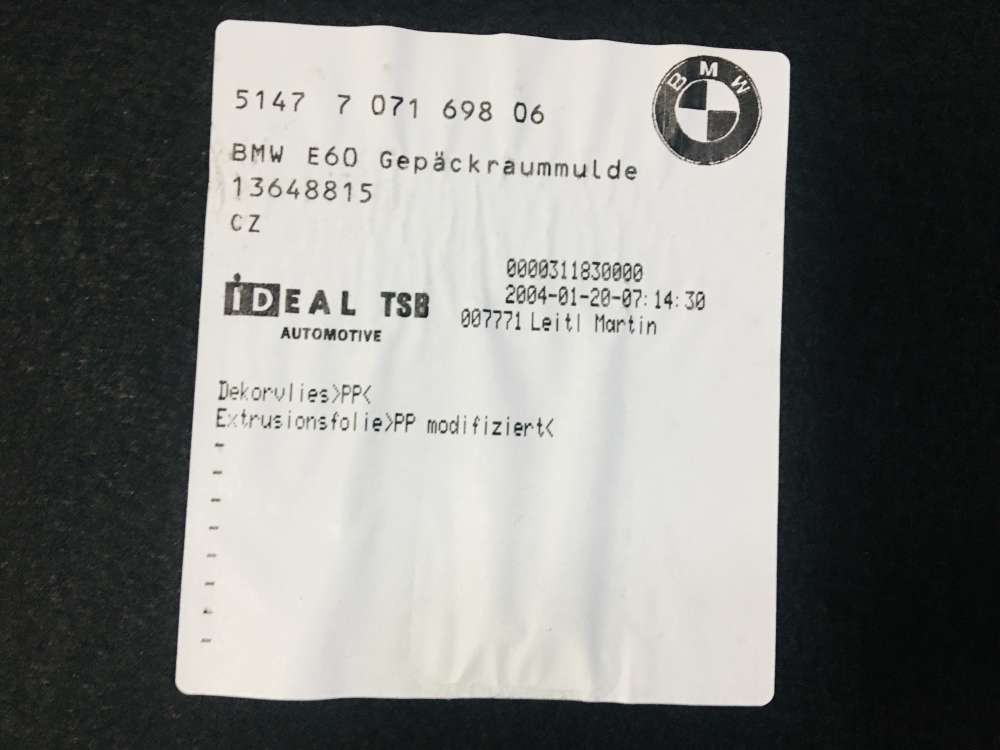 BMW
5147 7 071 698 06
BMW E60 Gepäckraummulde
13648815
CZ
0000311830000
2004-01-20-07:14:30
007771 Leitl Martin
iDEAL TSB
AUTOMOTIVE
Dekorvlies>PP<
Extrusionsfolie>PP modifiziert<
-
-
-
-
-
-
-
-